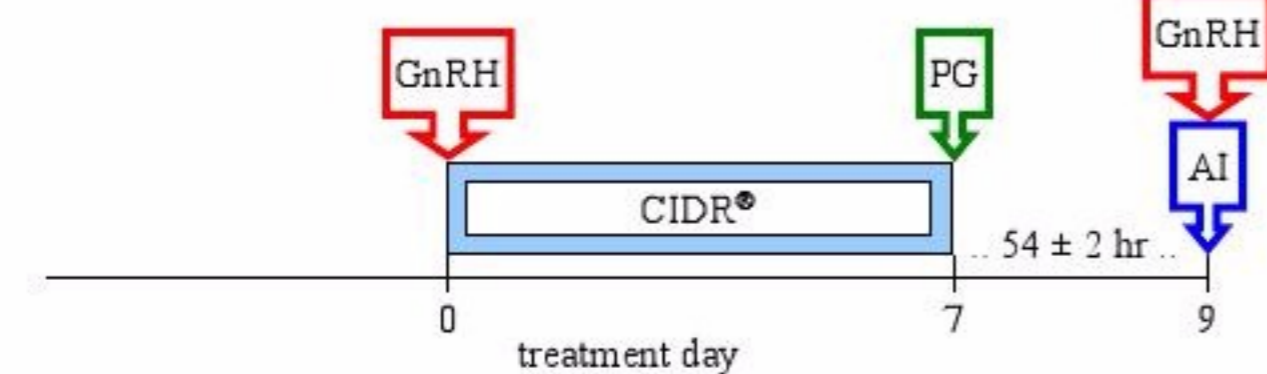 GnRH
GnRH
PG
AI
CIDR®
.. 54 ± 2 hr ..
0 7 9
treatment day